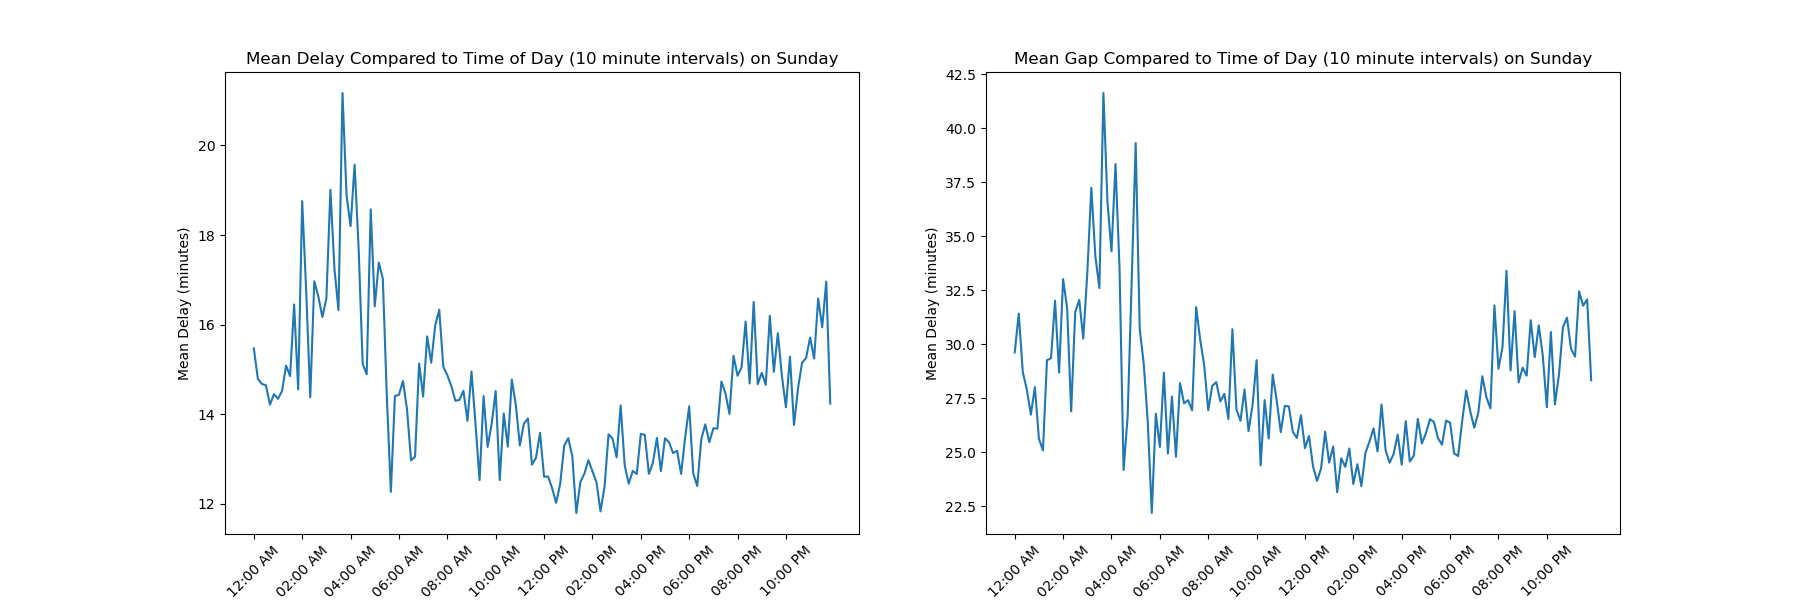 Mean Delay Compared to Time of Day (10 minute intervals) on Sunday
Mean Delay (minutes)
20
18
16
14
12
12:00 AM
02:00 AM
04:00 AM
06:00 AM
08:00 AM
10:00 AM
12:00 PM
02:00 PM
04:00 PM
06:00 PM
08:00 PM
10:00 PM
Mean Gap Compared to Time of Day (10 minute intervals) on Sunday
Mean Delay (minutes)
42.5
40.0
37.5
35.0
32.5
30.0
27.5
25.0
22.5
12:00 AM
02:00 AM
04:00 AM
06:00 AM
08:00 AM
10:00 AM
12:00 PM
02:00 PM
04:00 PM
06:00 PM
08:00 PM
10:00 PM